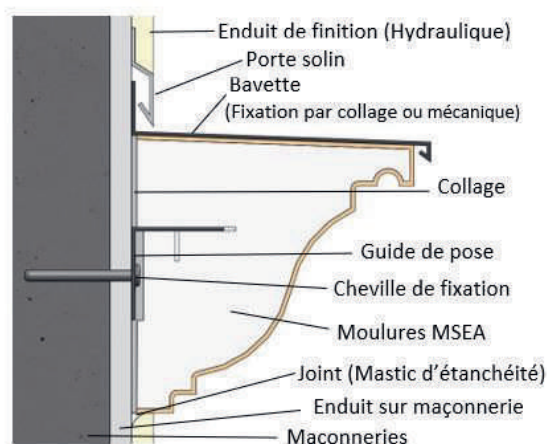 Enduit de finition (Hydraulique)
Porte solin
Bavette
(Fixation par collage ou mécanique)
Collage
Guide de pose
Cheville de fixation
Moulures MSEA
Joint (Mastic d'étanchéité)
Enduit sur maçonnerie
Maçonneries